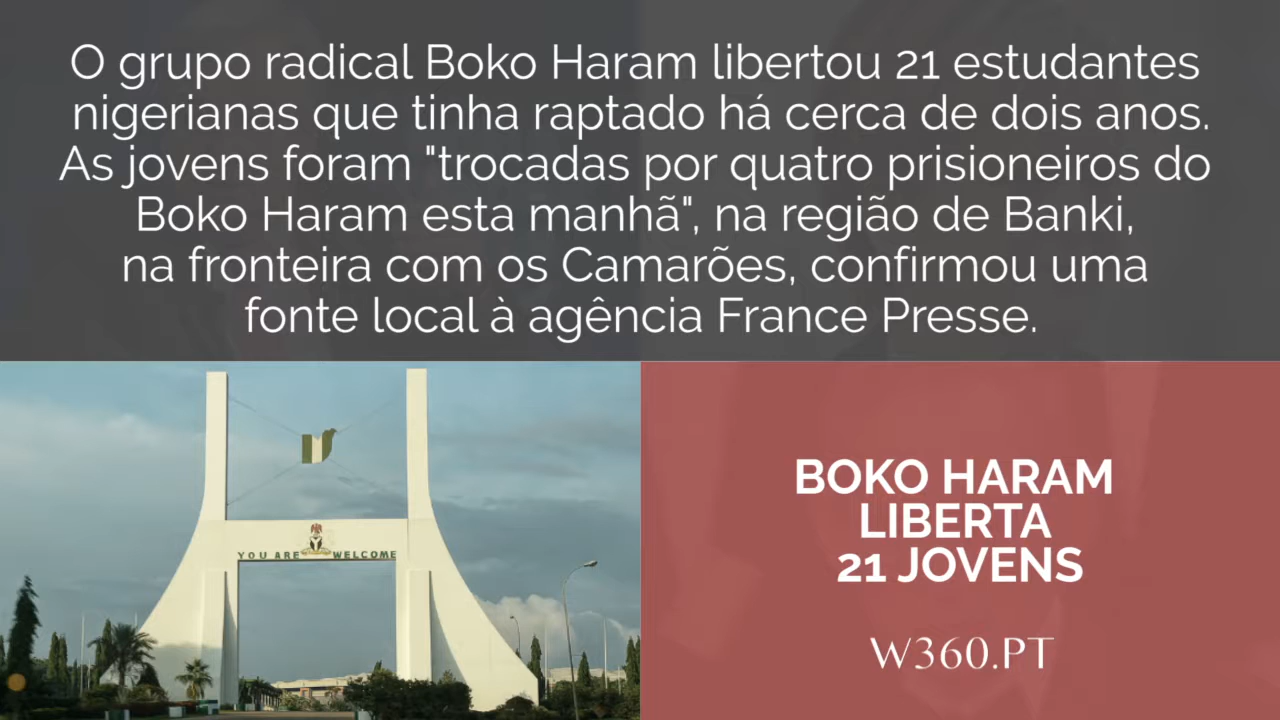 O grupo radical Boko Haram libertou 21 estudantes
nigerianas que tinha raptado há cerca de dois anos.
As jovens foram "trocadas por quatro prisioneiros do
Boko Haram esta manhã", na região de Banki,
na fronteira com os Camarões, confirmou uma
fonte local à agência France Presse.
YOU ARE WELCOME
BOKO HARAM
LIBERTA
21 JOVENS
W360.PT